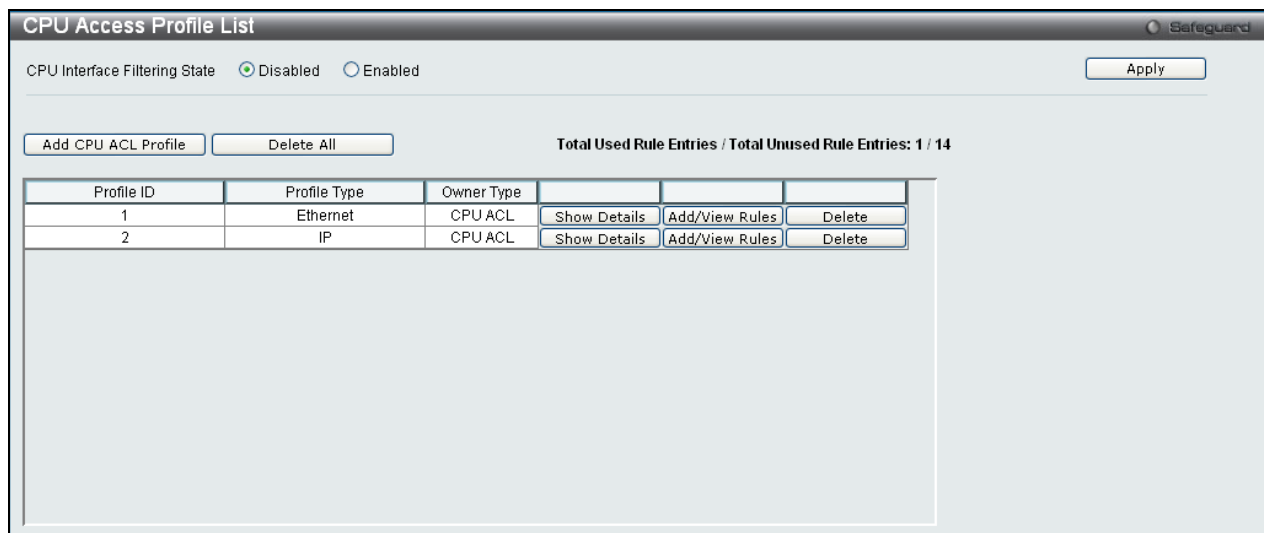 CPU Access Profile List
Safeguard
CPU Interface Filtering State Disabled Enabled Apply
Add CPU ACL Profile Delete All Total Used Rule Entries / Total Unused Rule Entries: 1 / 14
Profile ID Profile Type Owner Type
1 Ethernet CPU ACL Show Details Add/View Rules Delete
2 IP CPU ACL Show Details Add/View Rules Delete